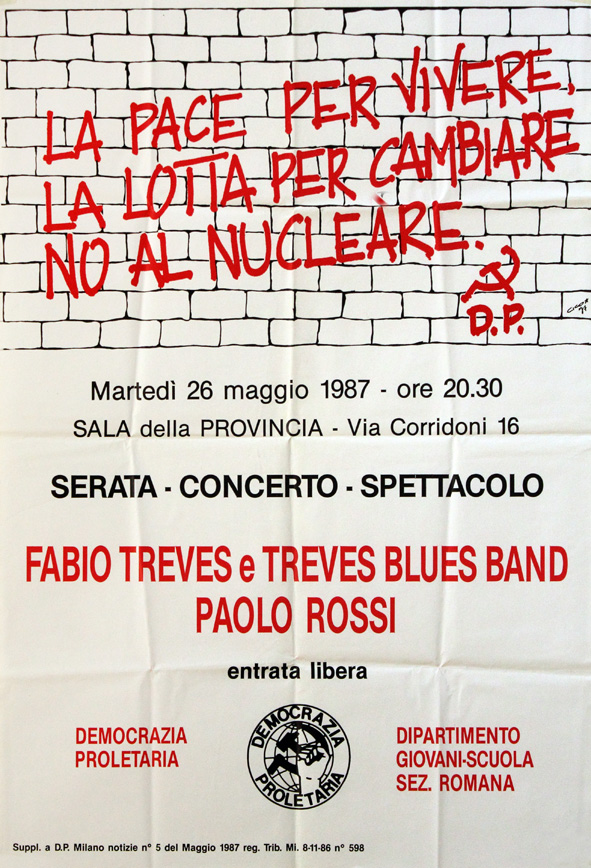 LA PACE PER VIVERE,
LA LOTTA PER CAMBIARE
NO AL NUCLEARE.
D.P.
Martedì 26 maggio 1987 - ore 20.30
SALA della PROVINCIA - Via Corridoni 16
SERATA - CONCERTO - SPETTACOLO
FABIO TREVES e TREVES BLUES BAND
PAOLO ROSSI
entrata libera
DEMOCRAZIA
PROLETARIA
DEMOCRAZIA
PROLETARIA
DIPARTIMENTO
GIOVANI-SCUOLA
SEZ. ROMANA
Suppl. a D.P. Milano notizie n° 5 del Maggio 1987 reg. Trib. Mi. 8-11-86 n° 598